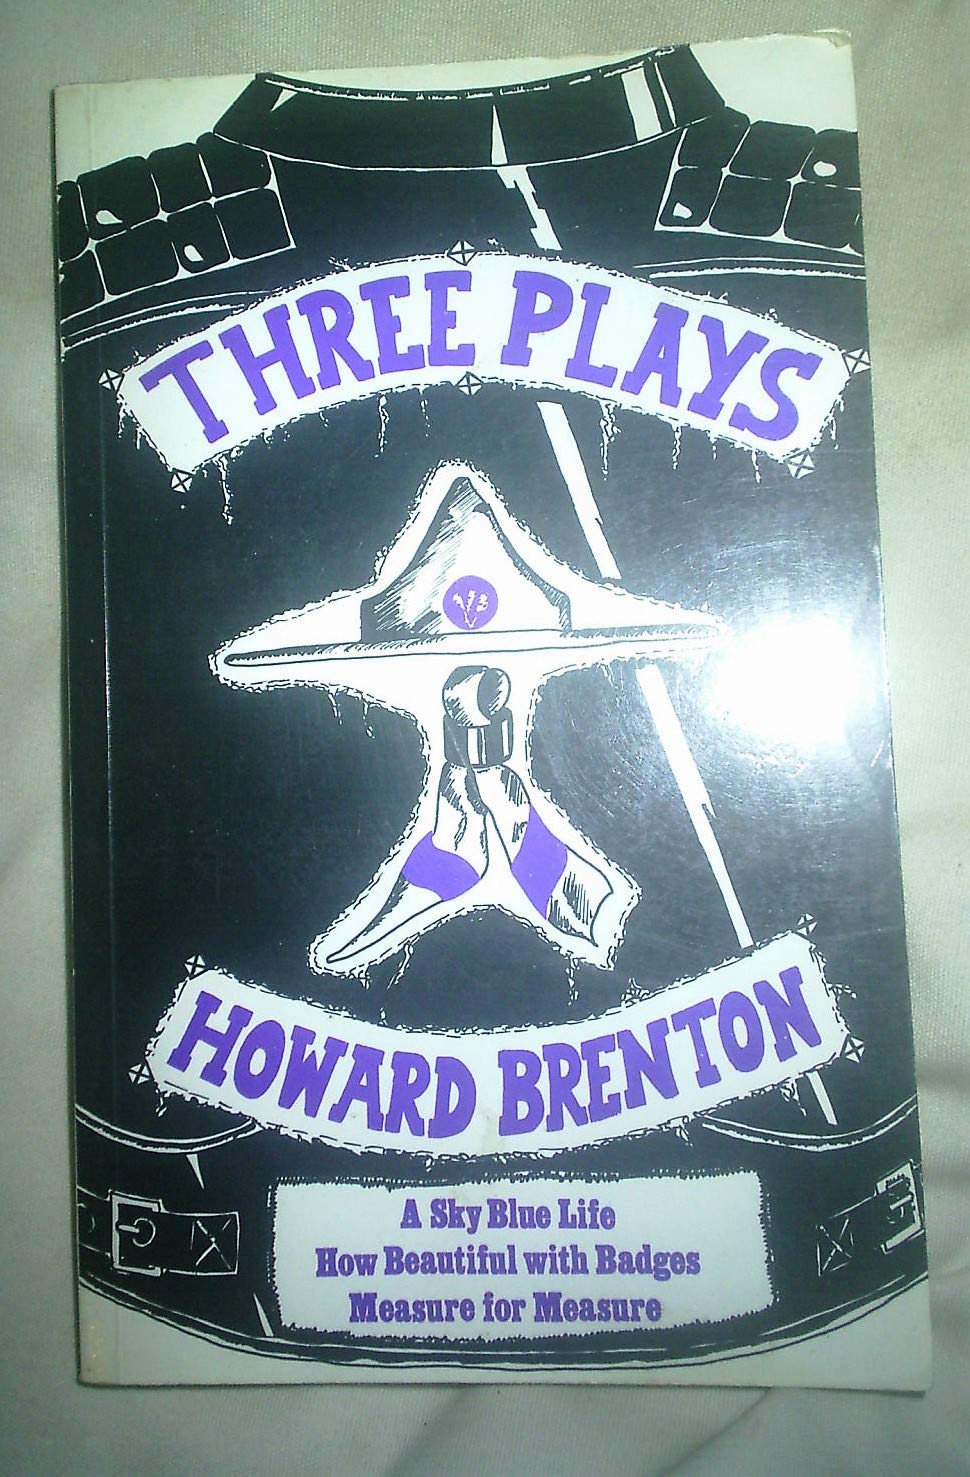 THREE PLAYS
HOWARD BRENTON
A Sky Blue Life
How Beautiful with Badges
Measure for Measure